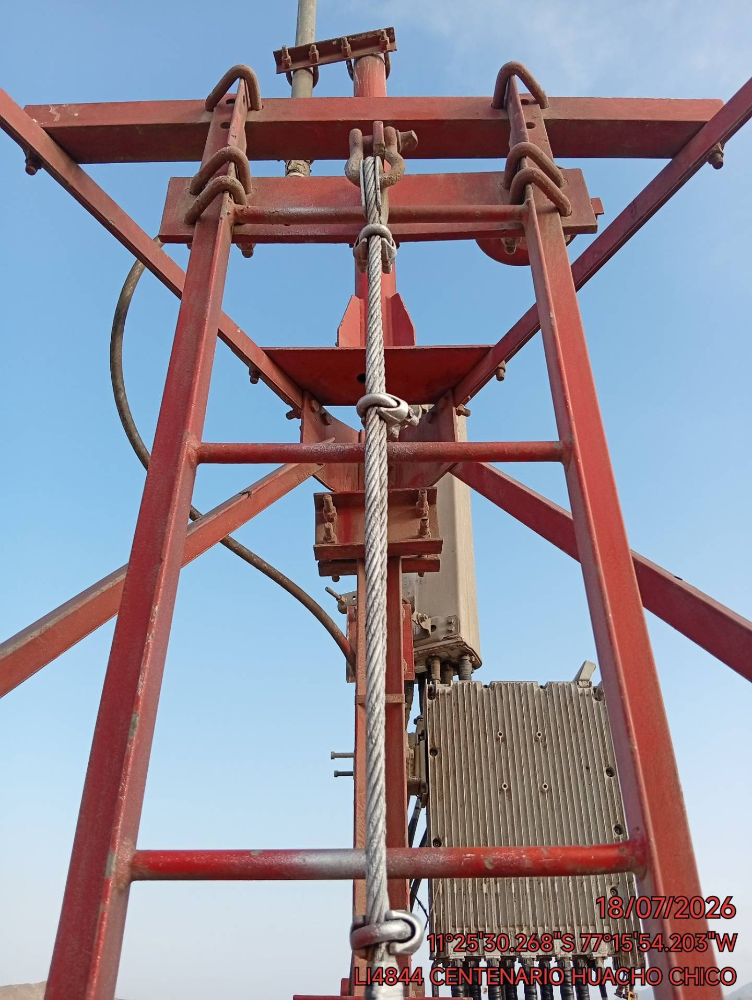 18/07/2026
11°25'30.268"S 77°15'54.203"W
LI4844 CENTENARIO HUACHO CHICO